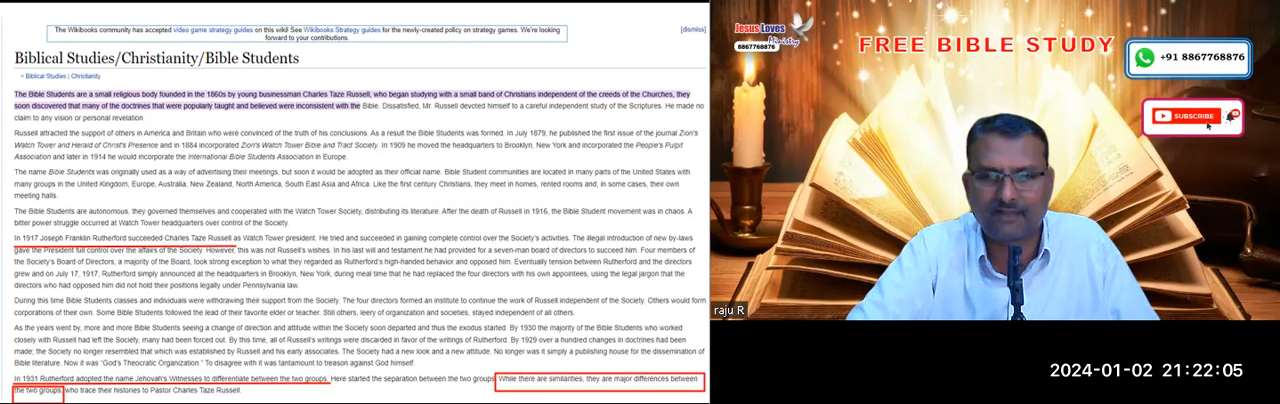 The Wikibooks community has accepted video game strategy guides on this wiki! See Wikibooks:Strategy guides for the newly-created policy on strategy games. We're looking
forward to your contributions.
[dismiss]
Biblical Studies/Christianity/Bible Students
< Biblical Studies | Christianity
The Bible Students are a small religious body founded in the 1860s by young businessman Charles Taze Russell, who began studying with a small band of Christians independent of the creeds of the Churches, they
soon discovered that many of the doctrines that were popularly taught and believed were inconsistent with the Bible. Dissatisfied, Mr. Russell devoted himself to a careful independent study of the Scriptures. He made no
claim to any vision or personal revelation.
Russell attracted the support of others in America and Britain who were convinced of the truth of his conclusions. As a result the Bible Students was formed. In July 1879, he published the first issue of the journal Zion's
Watch Tower and Herald of Christ's Presence and in 1884 incorporated Zion's Watch Tower Bible and Tract Society. In 1909 he moved the headquarters to Brooklyn, New York and incorporated the People's Pulpit
Association and later in 1914 he would incorporate the International Bible Students Association in Europe.
The name Bible Students was originally used as a way of advertising their meetings, but soon it would be adopted as their official name. Bible Student communities are located in many parts of the United States with
many groups in the United Kingdom, Europe, Australia, New Zealand, North America, South East Asia and Africa. Like the first century Christians, they meet in homes, rented rooms and, in some cases, their own
meeting halls.
The Bible Students are autonomous, they governed themselves and cooperated with the Watch Tower Society, distributing its literature. After the death of Russell in 1916, the Bible Student movement was in chaos. A
bitter power struggle occurred at Watch Tower headquarters over control of the Society.
In 1917 Joseph Franklin Rutherford succeeded Charles Taze Russell as Watch Tower president. He tried and succeeded in gaining complete control over the Society's activities. The illegal introduction of new by-laws
gave the President full control over the affairs of the Society. However, this was not Russell's wishes. In his last will and testament he had provided for a seven-man board of directors to succeed him. Four members of
the Society's Board of Directors, a majority of the Board, took strong exception to what they regarded as Rutherford's high-handed behavior and opposed him. Eventually tension between Rutherford and the directors
grew and on July 17, 1917, Rutherford simply announced at the headquarters in Brooklyn, New York, during meal time that he had replaced the four directors with his own appointees, using the legal jargon that the
directors who had opposed him did not hold their positions legally under Pennsylvania law.
During this time Bible Students classes and individuals were withdrawing their support from the Society. The four directors formed an institute to continue the work of Russell independent of the Society. Others would form
corporations of their own. Some Bible Students followed the lead of their favorite elder or teacher. Still others, leery of organization and societies, stayed independent of all others.
As the years went by, more and more Bible Students seeing a change of direction and attitude within the Society soon departed and thus the exodus started. By 1930 the majority of the Bible Students who worked
closely with Russell had left the Society, many had been forced out. By this time, all of Russell's writings were discarded in favor of the writings of Rutherford. By 1929 over a hundred changes in doctrines had been
made; the Society no longer resembled that which was established by Russell and his early associates. The Society had a new look and a new attitude. No longer was it simply a publishing house for the dissemination of
Bible literature. Now it was "God's Theocratic Organization." To disagree with it was tantamount to treason against God himself.
In 1931 Rutherford adopted the name Jehovah's Witnesses to differentiate between the two groups. Here started the separation between the two groups. While there are similarities, they are major differences between
the two groups, who trace their histories to Pastor Charles Taze Russell.
Jesus Loves
Ministry
8867768876
FREE BIBLE STUDY
+91 8867768876
SUBSCRIBE
raju R
2024-01-02 21:22:05